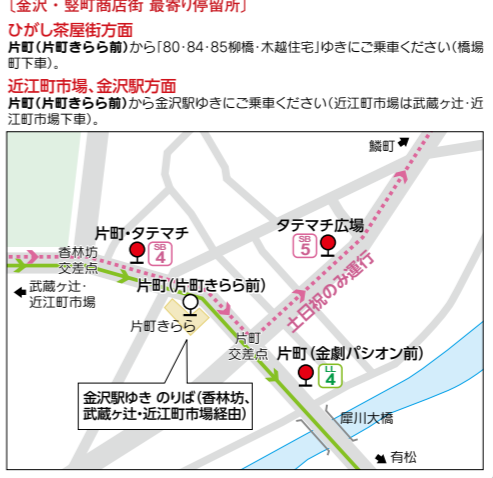 ［金沢・竪町商店街 最寄り停留所］
ひがし茶屋街方面
片町（片町きらら前）から「80・84・85柳橋・木越住宅」ゆきにご乗車ください（橋場
町下車）。
近江町市場、金沢駅方面
片町（片町きらら前）から金沢駅ゆきにご乗車ください（近江町市場は武蔵ヶ辻・近
江町市場下車）。
鱗町
片町・タテマチ
SB
4
タテマチ広場
SB
5
香林坊
交差点
武蔵ヶ辻・
近江町市場
片町（片町きらら前）
片町きらら
土日祝のみ運行
片町
交差点
片町（金劇パシオン前）
LL
4
金沢駅ゆき のりば（香林坊、
武蔵ヶ辻・近江町市場経由）
犀川大橋
有松